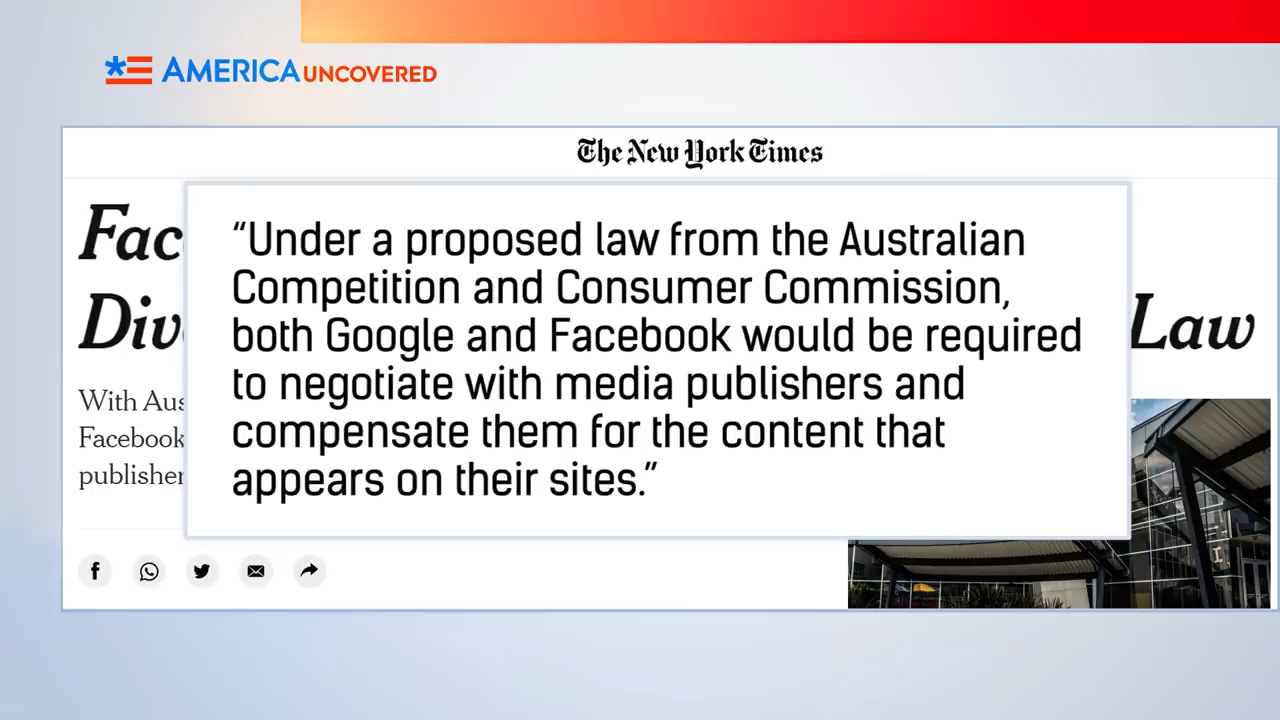 AMERICA UNCOVERED
The New York Times
Fac
Div
Law
“Under a proposed law from the Australian
Competition and Consumer Commission,
both Google and Facebook would be required
to negotiate with media publishers and
compensate them for the content that
appears on their sites.”
With Aus
Facebook
publisher